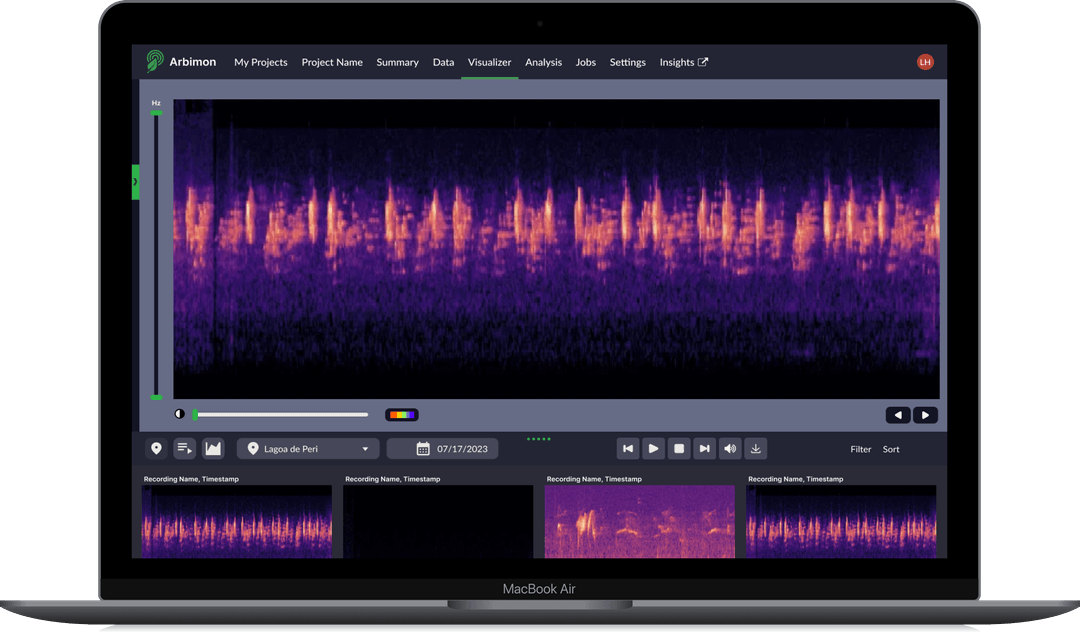 Arbimon My Projects Project Name Summary Data Visualizer Analysis Jobs Settings Insights LH
Hz
Lagoa de Peri 07/17/2023 Filter Sort
Recording Name, Timestamp Recording Name, Timestamp Recording Name, Timestamp Recording Name, Timestamp
MacBook Air